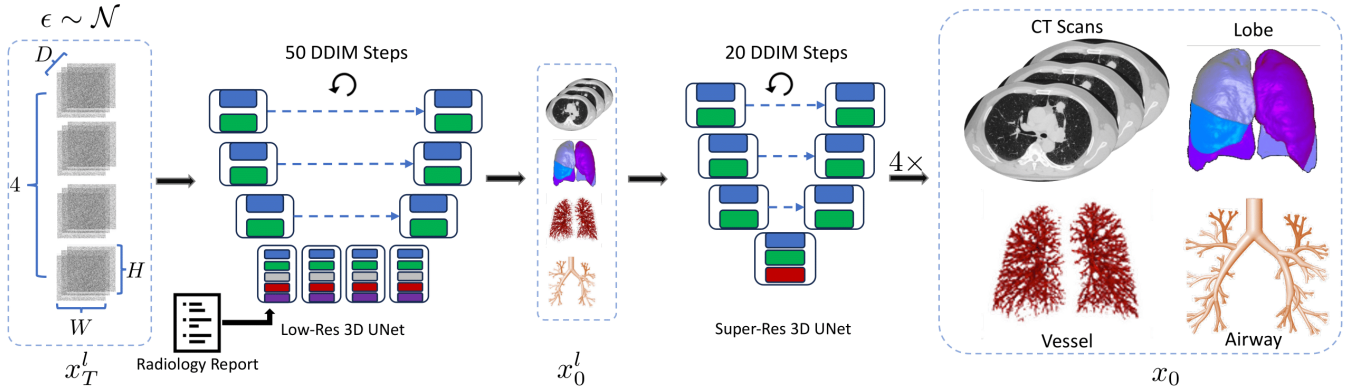 ϵ ∼ 𝒩
D
4
H
W
x_T^l
50 DDIM Steps
Low-Res 3D UNet
Radiology Report
x_0^l
20 DDIM Steps
Super-Res 3D UNet
4×
CT Scans
Lobe
Vessel
Airway
x_0